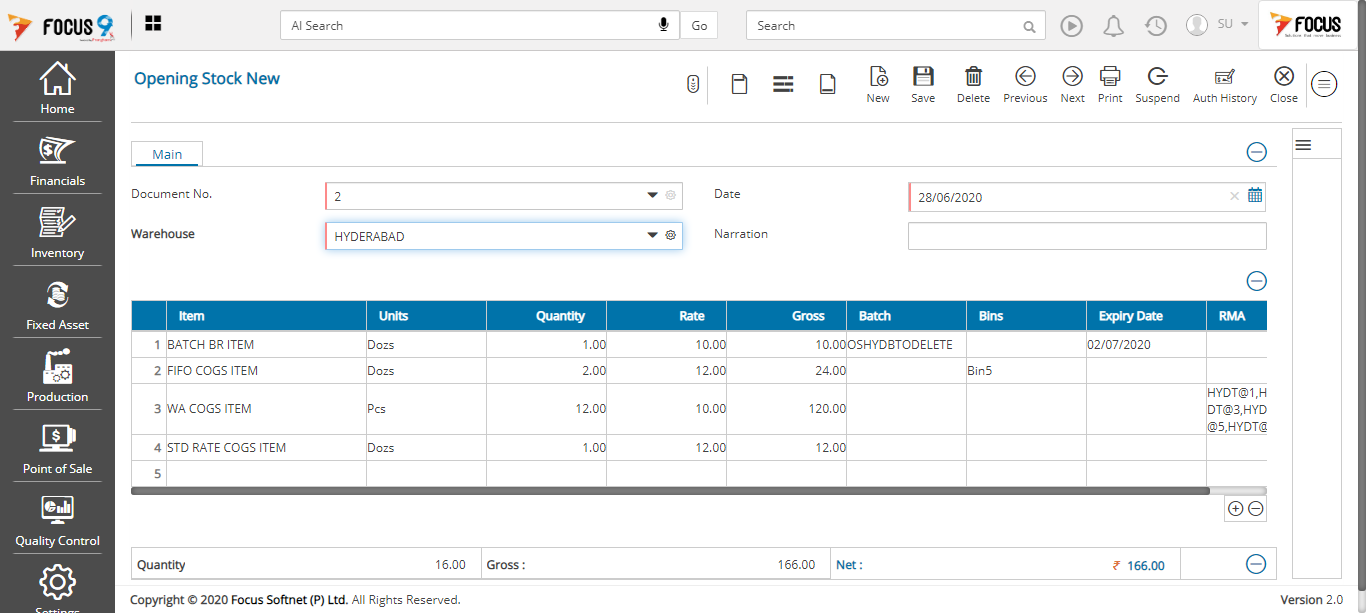 FOCUS 9
AI Search
Go
Search
SU
FOCUS
Home
Financials
Inventory
Fixed Asset
Production
Point of Sale
Quality Control
Settings
Opening Stock New
New
Save
Delete
Previous
Next
Print
Suspend
Auth History
Close
Main
Document No.
2
Date
28/06/2020
Warehouse
HYDERABAD
Narration
Item Units Quantity Rate Gross Batch Bins Expiry Date RMA
1 BATCH BR ITEM Dozs 1.00 10.00 10.00 OSHYDBTODELETE 02/07/2020
2 FIFO COGS ITEM Dozs 2.00 12.00 24.00 Bin5
3 WA COGS ITEM Pcs 12.00 10.00 120.00 HYDT@1,H
DT@3,HYD
@5,HYDT@
4 STD RATE COGS ITEM Dozs 1.00 12.00 12.00
5
Quantity 16.00 Gross : 166.00 Net : ₹ 166.00
Copyright © 2020 Focus Softnet (P) Ltd. All Rights Reserved.
Version 2.0